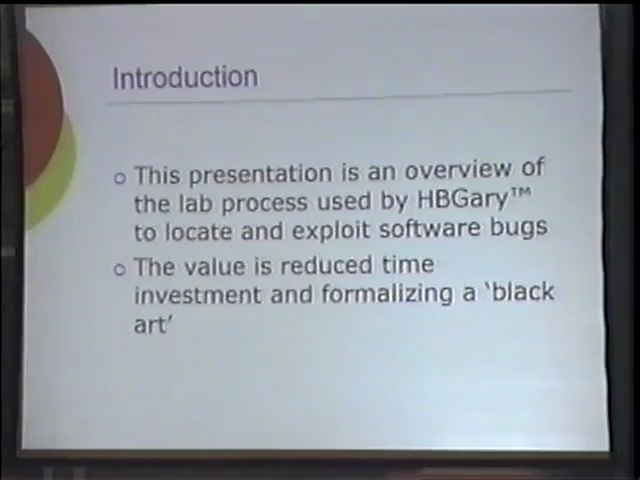 Introduction
This presentation is an overview of
the lab process used by HBGary™
to locate and exploit software bugs
The value is reduced time
investment and formalizing a ‘black
art’